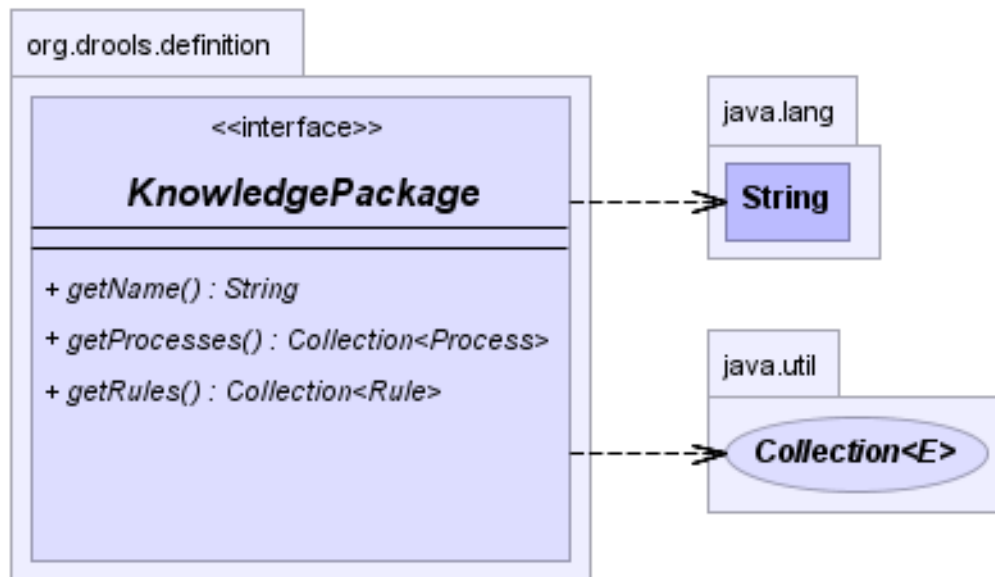 org.drools.definition
<<interface>>
KnowledgePackage
+ getName() : String
+ getProcesses() : Collection<Process>
+ getRules() : Collection<Rule>
java.lang
String
java.util
Collection<E>